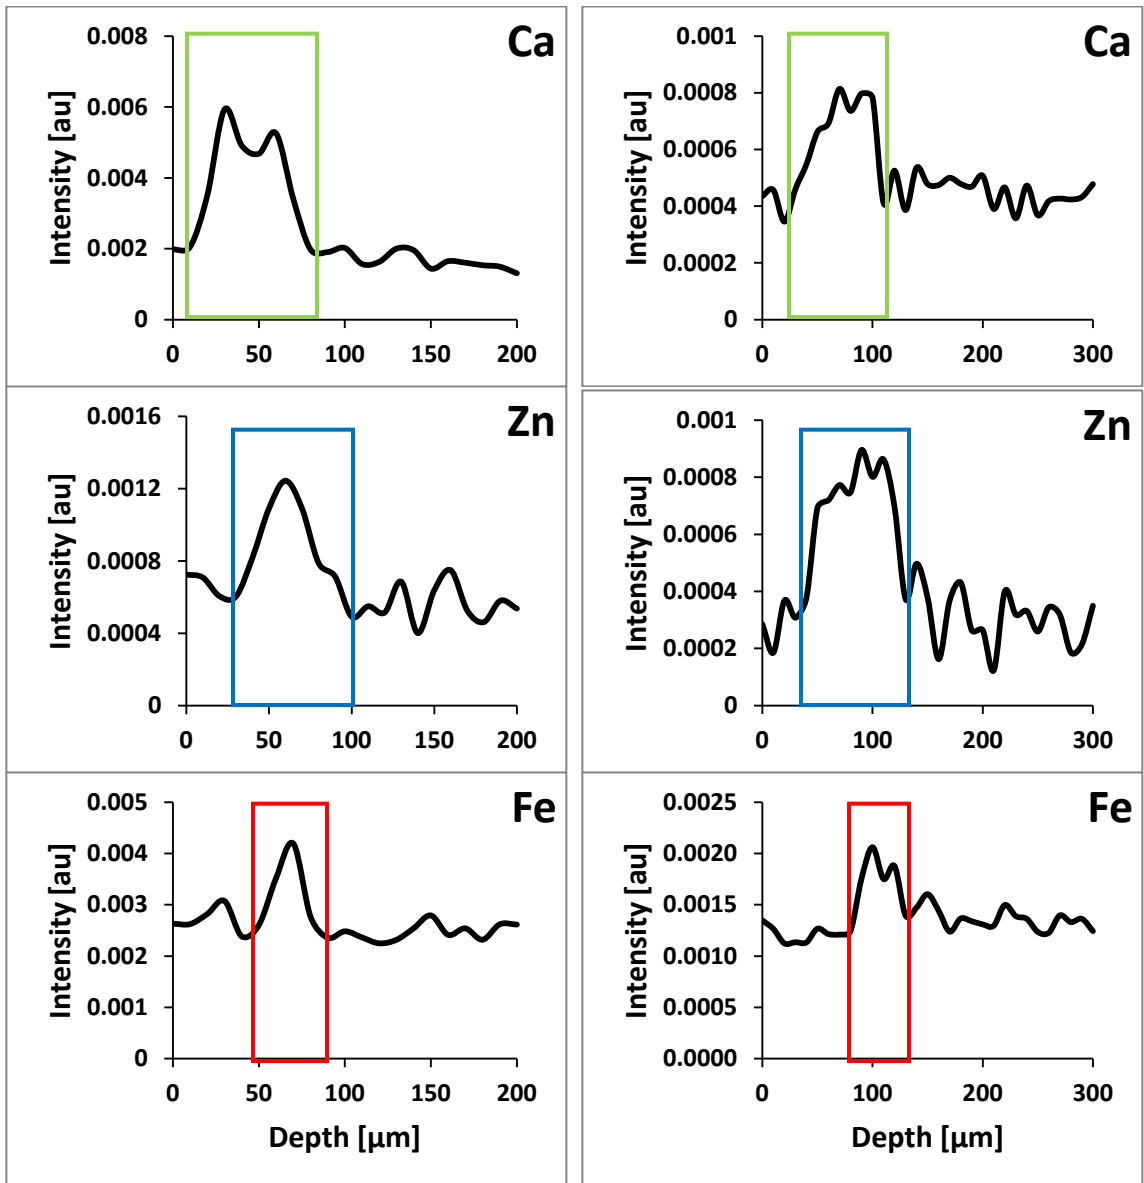 Ca
Intensity [au]
0.008
0.006
0.004
0.002
0
0 50 100 150 200
Ca
Intensity [au]
0.001
0.0008
0.0006
0.0004
0.0002
0
0 100 200 300
Zn
Intensity [au]
0.0016
0.0012
0.0008
0.0004
0
0 50 100 150 200
Zn
Intensity [au]
0.001
0.0008
0.0006
0.0004
0.0002
0
0 100 200 300
Fe
Intensity [au]
0.005
0.004
0.003
0.002
0.001
0
0 50 100 150 200
Depth [µm]
Fe
Intensity [au]
0.0025
0.0020
0.0015
0.0010
0.0005
0.0000
0 100 200 300
Depth [µm]